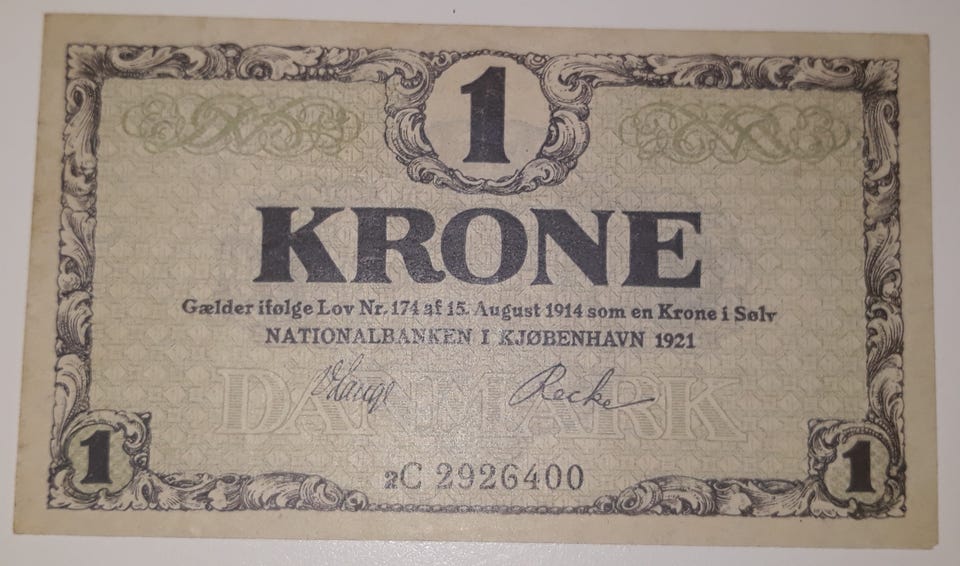 1
KRONE
Gælder ifølge Lov Nr. 174 af 15. August 1914 som en Krone i Sølv
NATIONALBANKEN I KJØBENHAVN 1921
V Lange Recke
DANMARK
2C 2926400
1 1